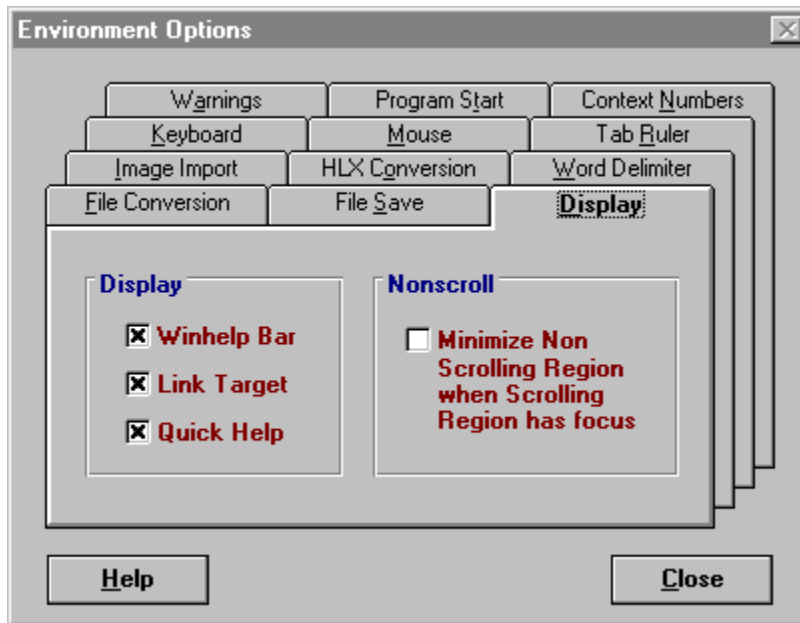 Environment Options
Warnings Program Start Context Numbers
Keyboard Mouse Tab Ruler
Image Import HLX Conversion Word Delimiter
File Conversion File Save Display
Display
Winhelp Bar
Link Target
Quick Help
Nonscroll
Minimize Non
Scrolling Region
when Scrolling
Region has focus
Help Close